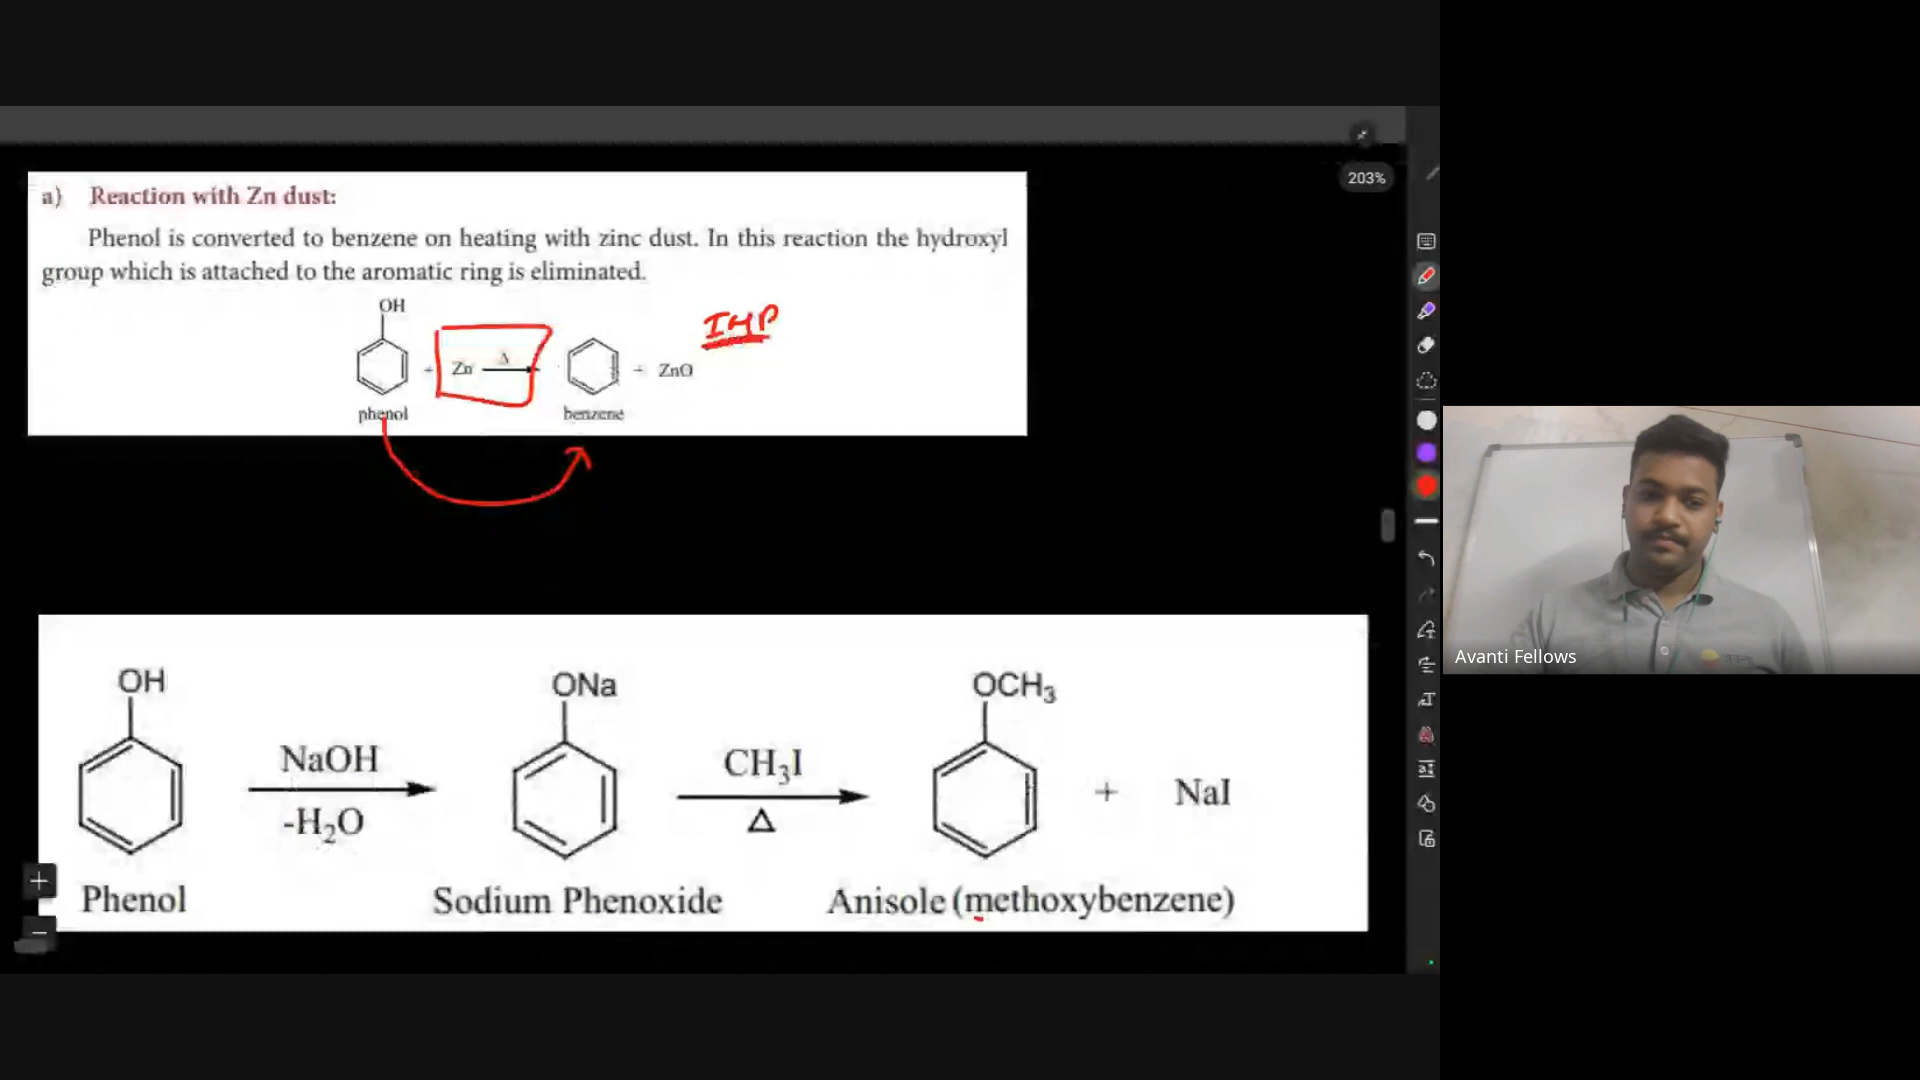 203%
a) Reaction with Zn dust:
Phenol is converted to benzene on heating with zinc dust. In this reaction the hydroxyl
group which is attached to the aromatic ring is eliminated.
OH
IMP
+ Zn Δ + ZnO
phenol benzene
OH ONa OCH₃
NaOH CH₃I + NaI
-H₂O Δ
Phenol Sodium Phenoxide Anisole (methoxybenzene)
Avanti Fellows